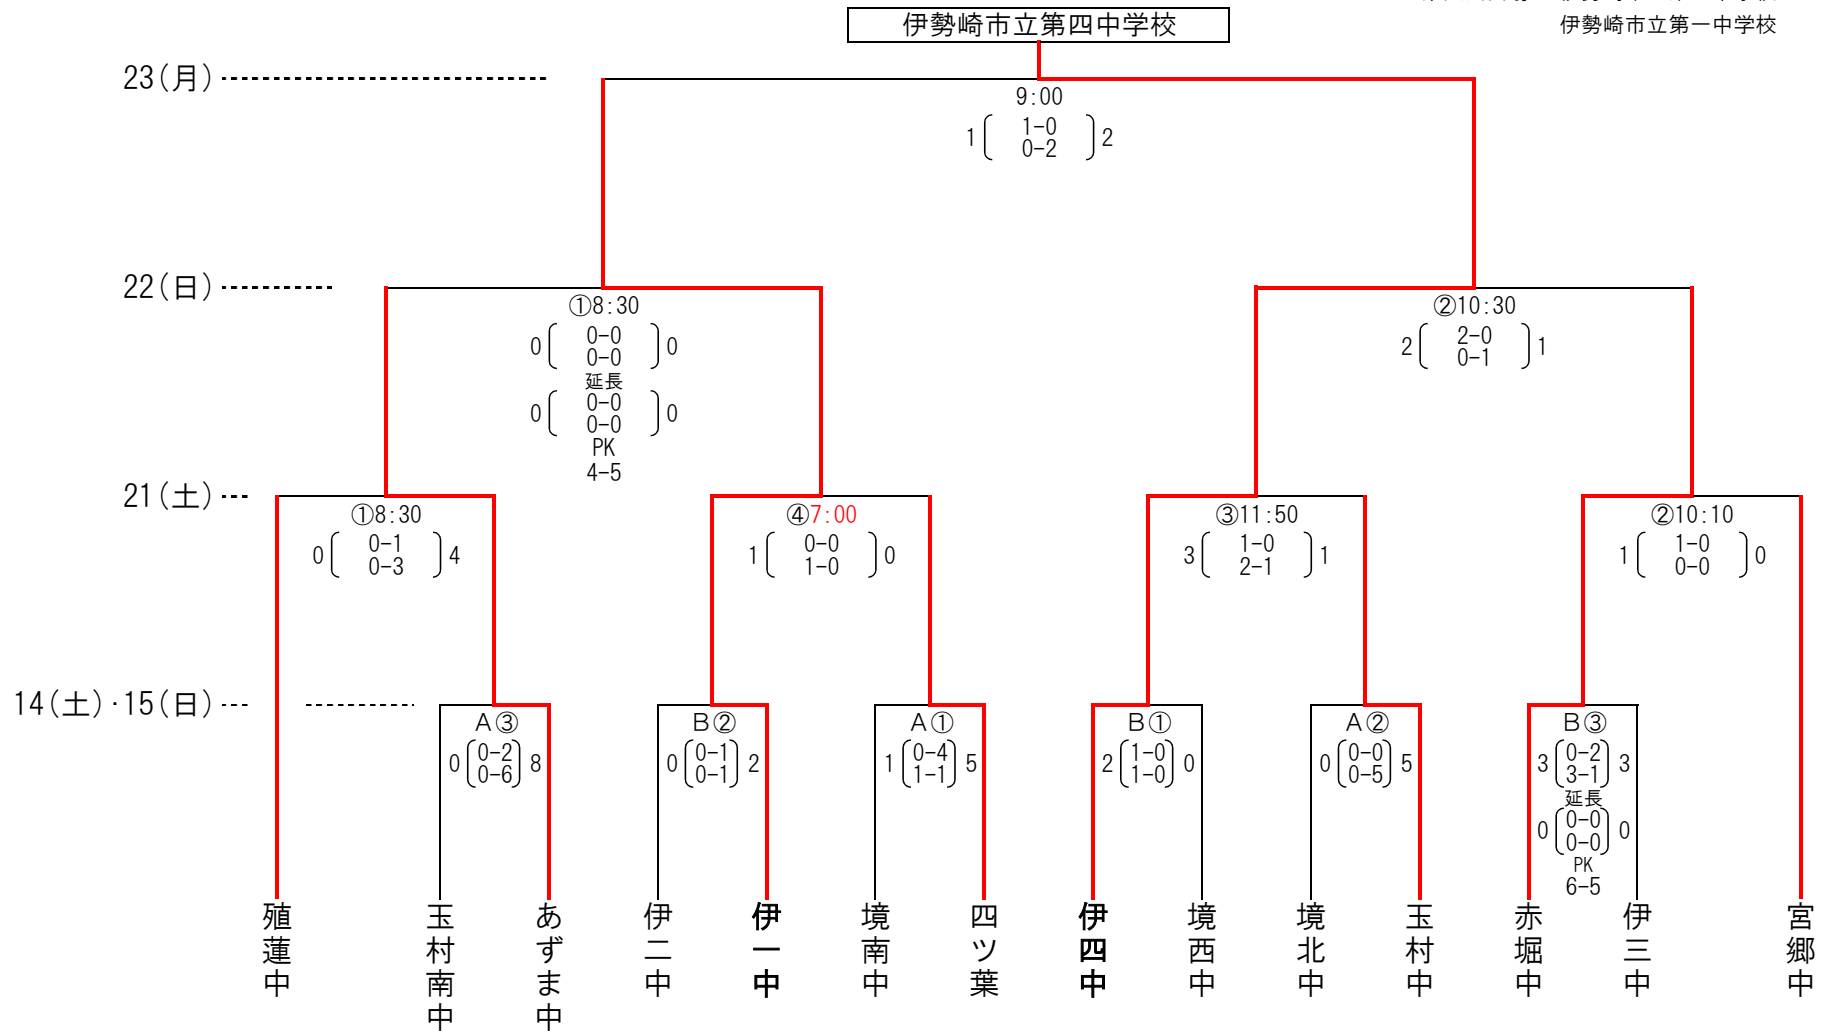 伊勢崎市立第四中学校
伊勢崎市立第一中学校
23(月)
9:00
1 1-0 2
0-2
22(日)
①8:30
0 0-0 0
0-0
延長
0 0-0 0
0-0
PK
4-5
②10:30
2 2-0 1
0-1
21(土)
①8:30
0 0-1 4
0-3
④7:00
1 0-0 0
1-0
③11:50
3 1-0 1
2-1
②10:10
1 1-0 0
0-0
14(土)・15(日)
A③
0 0-2 8
0-6
B②
0 0-1 2
0-1
A①
1 0-4 5
1-1
B①
2 1-0 0
1-0
A②
0 0-0 5
0-5
B③
3 0-2 3
3-1
延長
0 0-0 0
0-0
PK
6-5
殖蓮中
玉村南中
あずま中
伊二中
伊一中
境南中
四ツ葉
伊四中
境西中
境北中
玉村中
赤堀中
伊三中
宮郷中